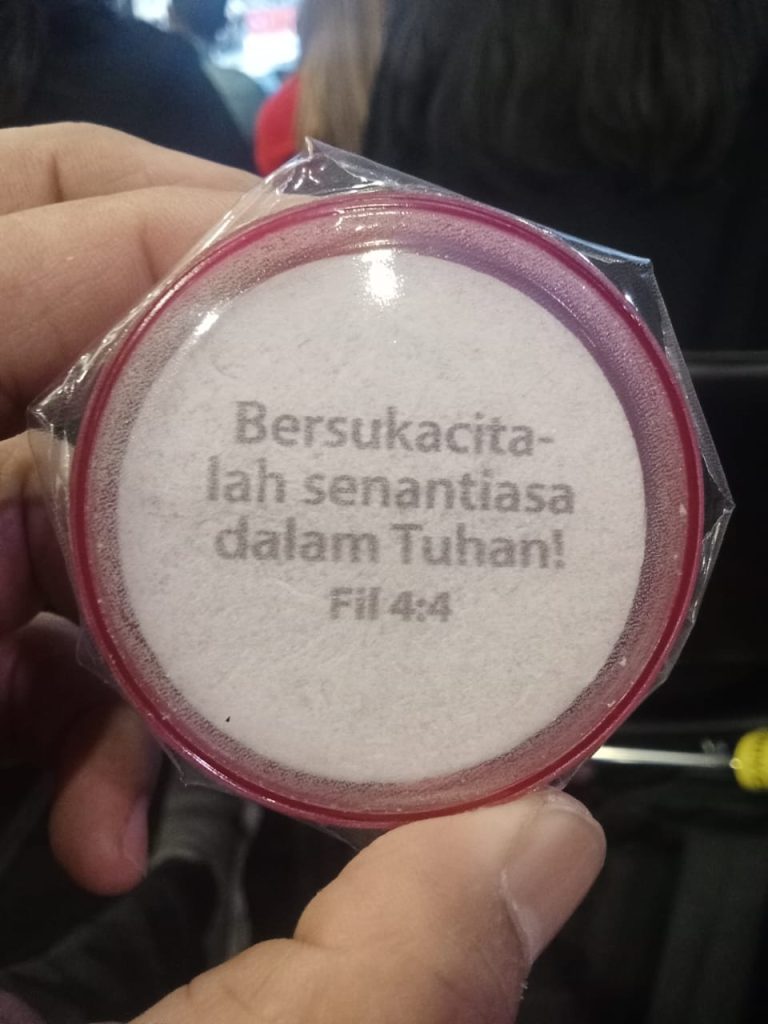 Bersukacita-
lah senantiasa
dalam Tuhan!
Fil 4:4